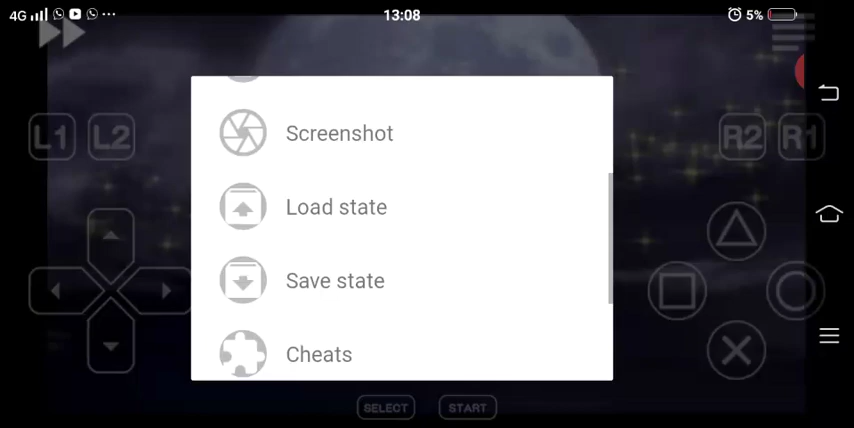 4G ... 13:08 5%
L1 L2 R2 R1
Screenshot
Load state
Save state
Cheats
SELECT START